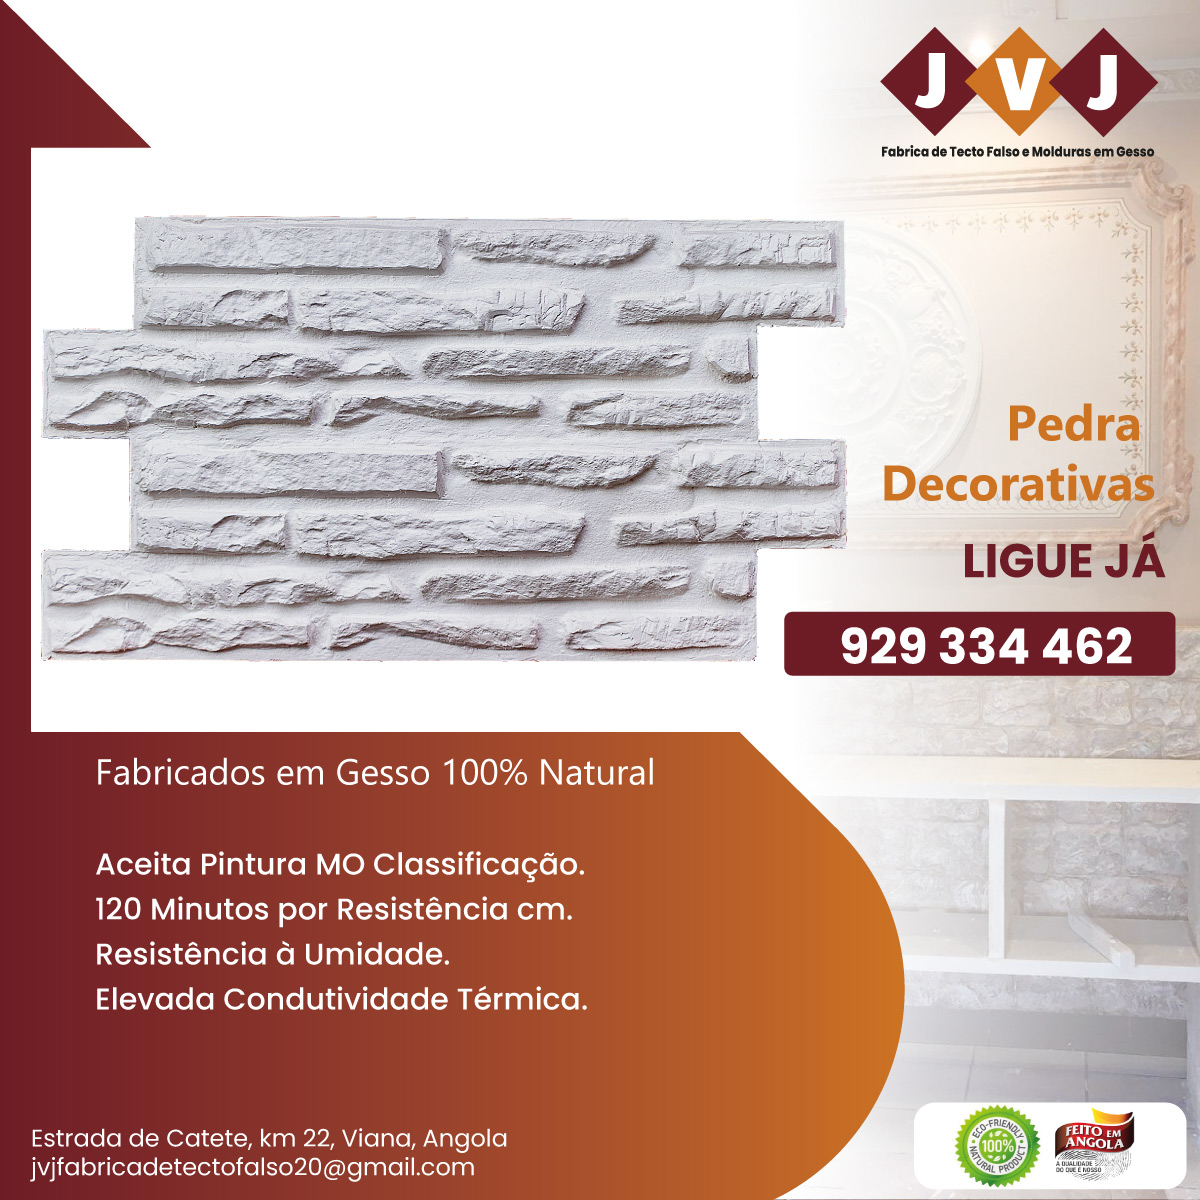 J V J
Fabrica de Tecto Falso e Molduras em Gesso
Pedra
Decorativas
LIGUE JÁ
929 334 462
Fabricados em Gesso 100% Natural
Aceita Pintura MO Classificação.
120 Minutos por Resistência cm.
Resistência à Umidade.
Elevada Condutividade Térmica.
Estrada de Catete, km 22, Viana, Angola
jvjfabricadetectofalso20@gmail.com
ECO-FRIENDLY
100%
NATURAL PRODUCT
FEITO EM
ANGOLA
A QUALIDADE
DO QUE É NOSSO